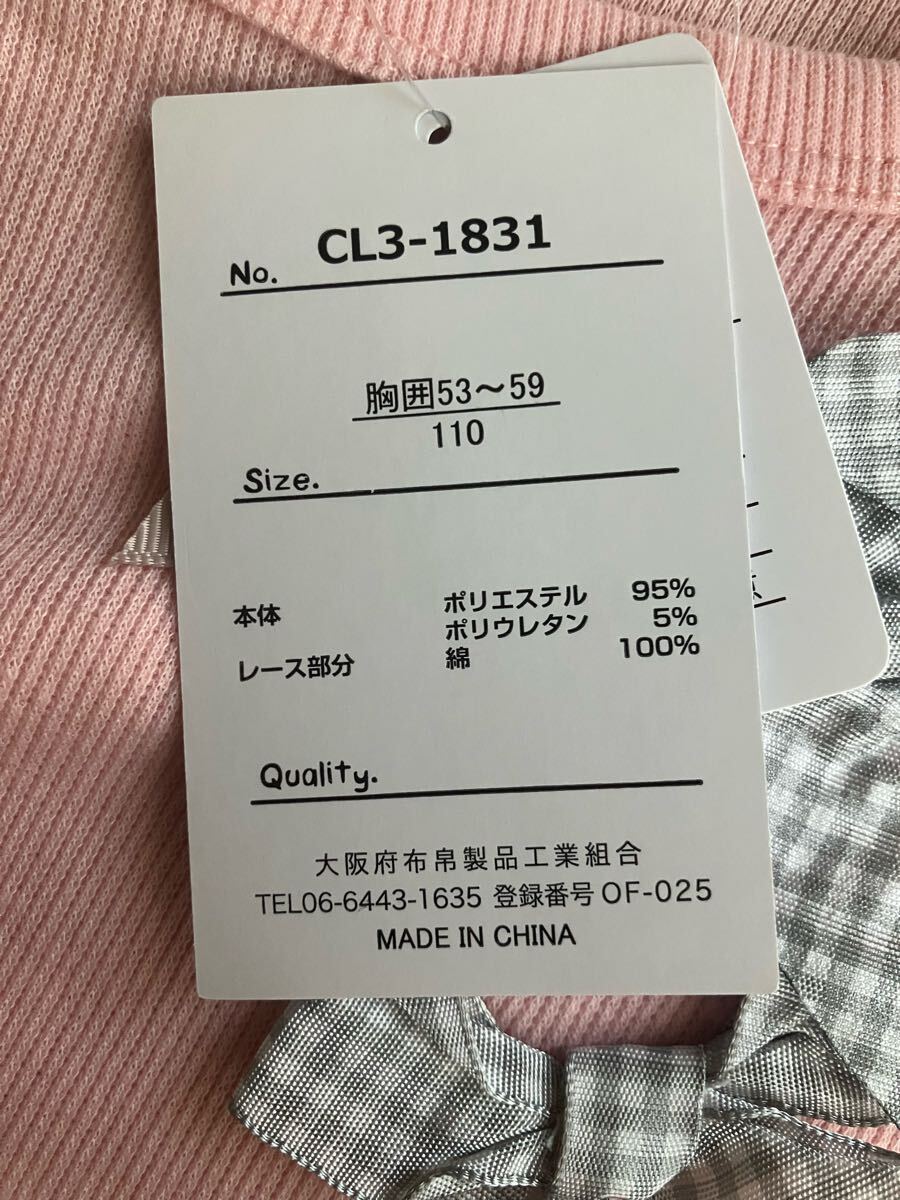 No. CL3-1831
胸囲53～59
110
Size.
本体 ポリエステル 95%
ポリウレタン 5%
レース部分 綿 100%
Quality.
大阪府布帛製品工業組合
TEL06-6443-1635 登録番号 OF-025
MADE IN CHINA